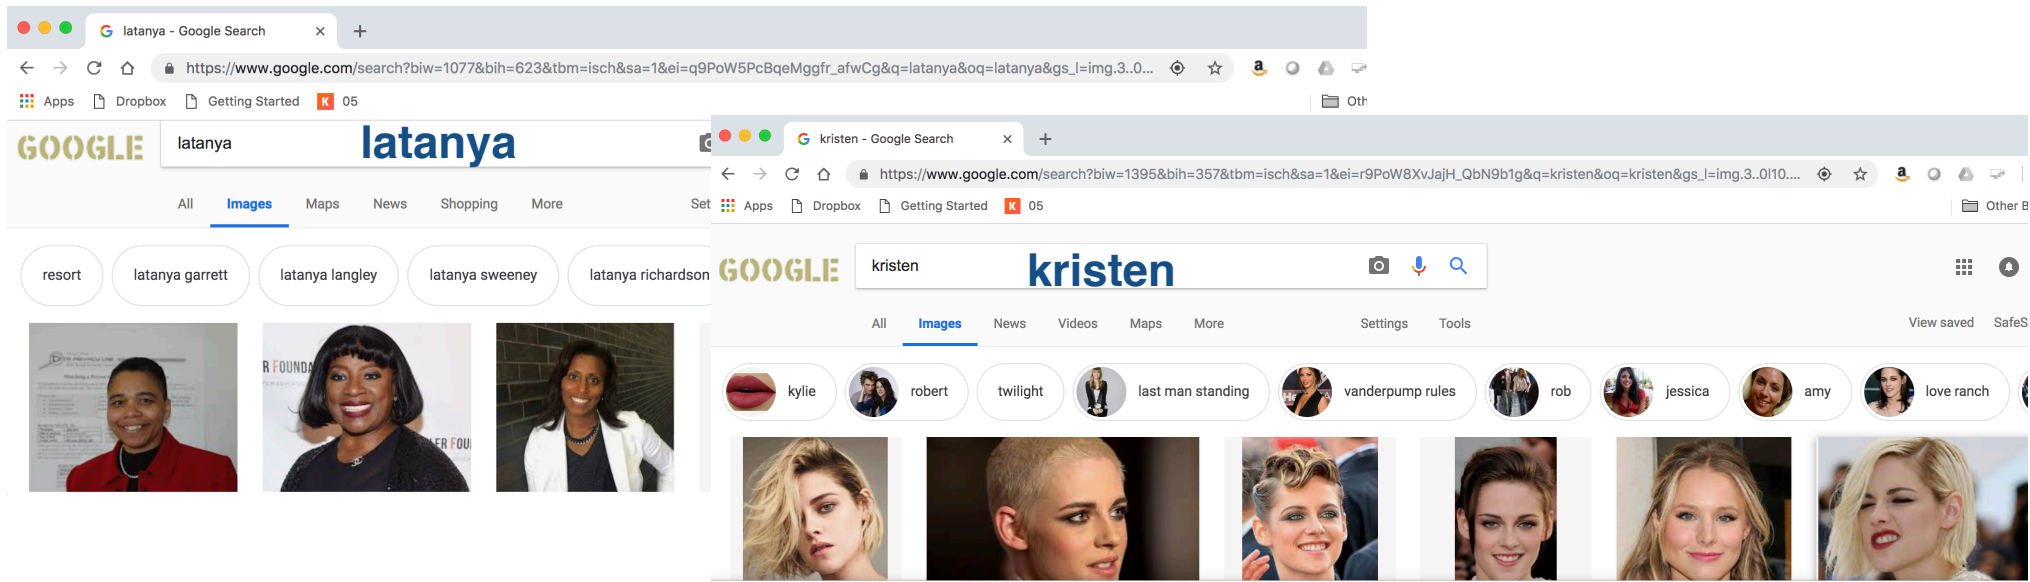 latanya - Google Search
https://www.google.com/search?biw=1077&bih=623&tbm=isch&sa=1&ei=q9PoW5PcBqeMggfr_afwCg&q=latanya&oq=latanya&gs_l=img.3..0...
Apps Dropbox Getting Started K 05 Oth
GOOGLE latanya latanya
All Images Maps News Shopping More Set
resort latanya garrett latanya langley latanya sweeney latanya richardson
ER FOUNDA
LER FOU
kristen - Google Search
https://www.google.com/search?biw=1395&bih=357&tbm=isch&sa=1&ei=r9PoW8XvJajH_QbN9b1g&q=kristen&oq=kristen&gs_l=img.3..0l10....
Apps Dropbox Getting Started K 05 Other B
GOOGLE kristen kristen
All Images News Videos Maps More Settings Tools View saved SafeS
kylie robert twilight last man standing vanderpump rules rob jessica amy love ranch